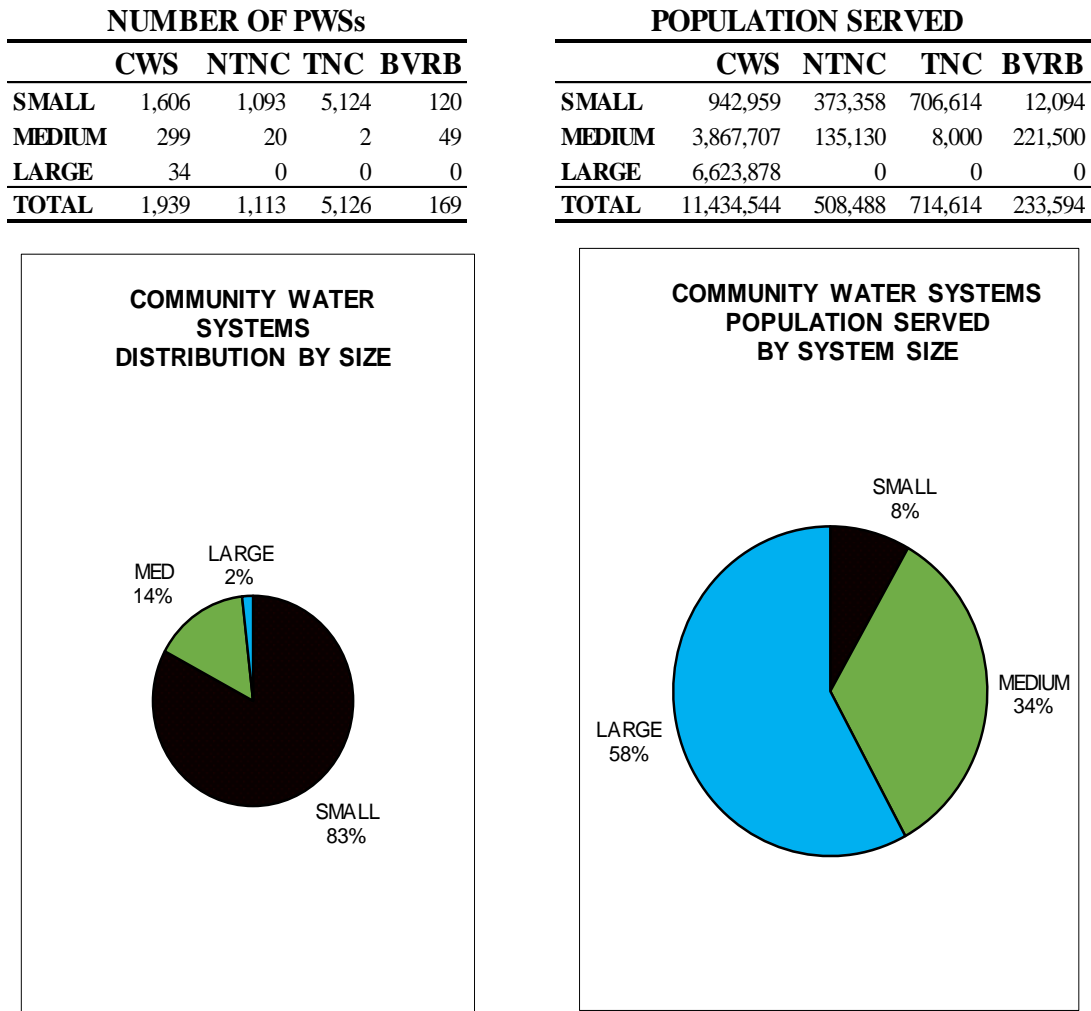 NUMBER OF PWSs
CWS NTNC TNC BVRB
SMALL 1,606 1,093 5,124 120
MEDIUM 299 20 2 49
LARGE 34 0 0 0
TOTAL 1,939 1,113 5,126 169
POPULATION SERVED
CWS NTNC TNC BVRB
SMALL 942,959 373,358 706,614 12,094
MEDIUM 3,867,707 135,130 8,000 221,500
LARGE 6,623,878 0 0 0
TOTAL 11,434,544 508,488 714,614 233,594
COMMUNITY WATER
SYSTEMS
DISTRIBUTION BY SIZE
LARGE
2%
MED
14%
SMALL
83%
COMMUNITY WATER SYSTEMS
POPULATION SERVED
BY SYSTEM SIZE
SMALL
8%
MEDIUM
34%
LARGE
58%